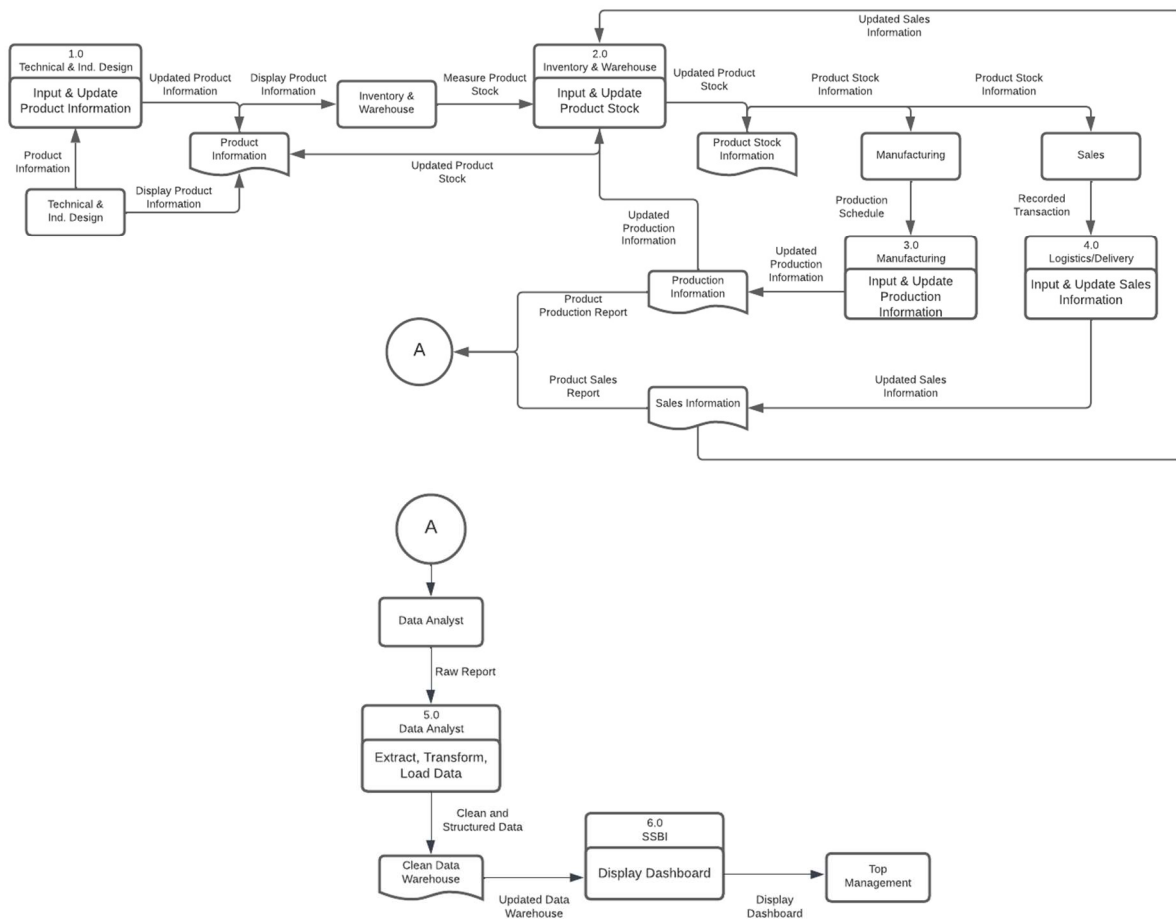 Updated Sales
Information
1.0
Technical & Ind. Design
Input & Update
Product Information
Updated Product
Information
Display Product
Information
Inventory &
Warehouse
Measure Product
Stock
2.0
Inventory & Warehouse
Input & Update
Product Stock
Updated Product
Stock
Product Stock
Information
Product Stock
Information
Product
Information
Product
Information
Updated Product
Stock
Product Stock
Information
Manufacturing
Sales
Technical &
Ind. Design
Display Product
Information
Updated
Production
Information
Production
Schedule
Recorded
Transaction
Updated
Production
Information
3.0
Manufacturing
Input & Update
Production
Information
4.0
Logistics/Delivery
Input & Update Sales
Information
Production
Information
Product
Production Report
A
Product Sales
Report
Sales Information
Updated Sales
Information
A
Data Analyst
Raw Report
5.0
Data Analyst
Extract, Transform,
Load Data
Clean and
Structured Data
Clean Data
Warehouse
Updated Data
Warehouse
6.0
SSBI
Display Dashboard
Display
Dashboard
Top
Management